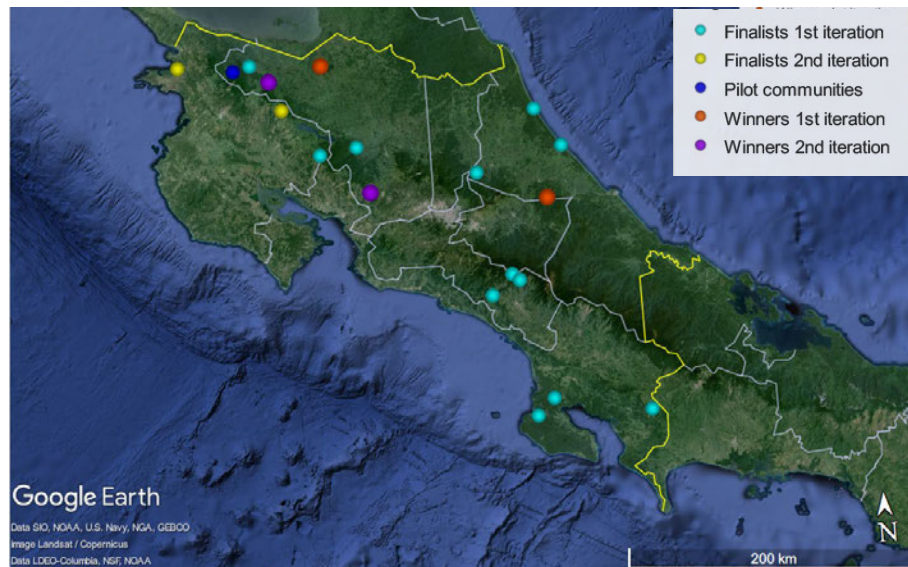 Finalists 1st iteration
Finalists 2nd iteration
Pilot communities
Winners 1st iteration
Winners 2nd iteration
Google Earth
Data SIO, NOAA, U.S. Navy, NGA, GEBCO
Image Landsat / Copernicus
Data LDEO-Columbia, NSF, NOAA
N
200 km